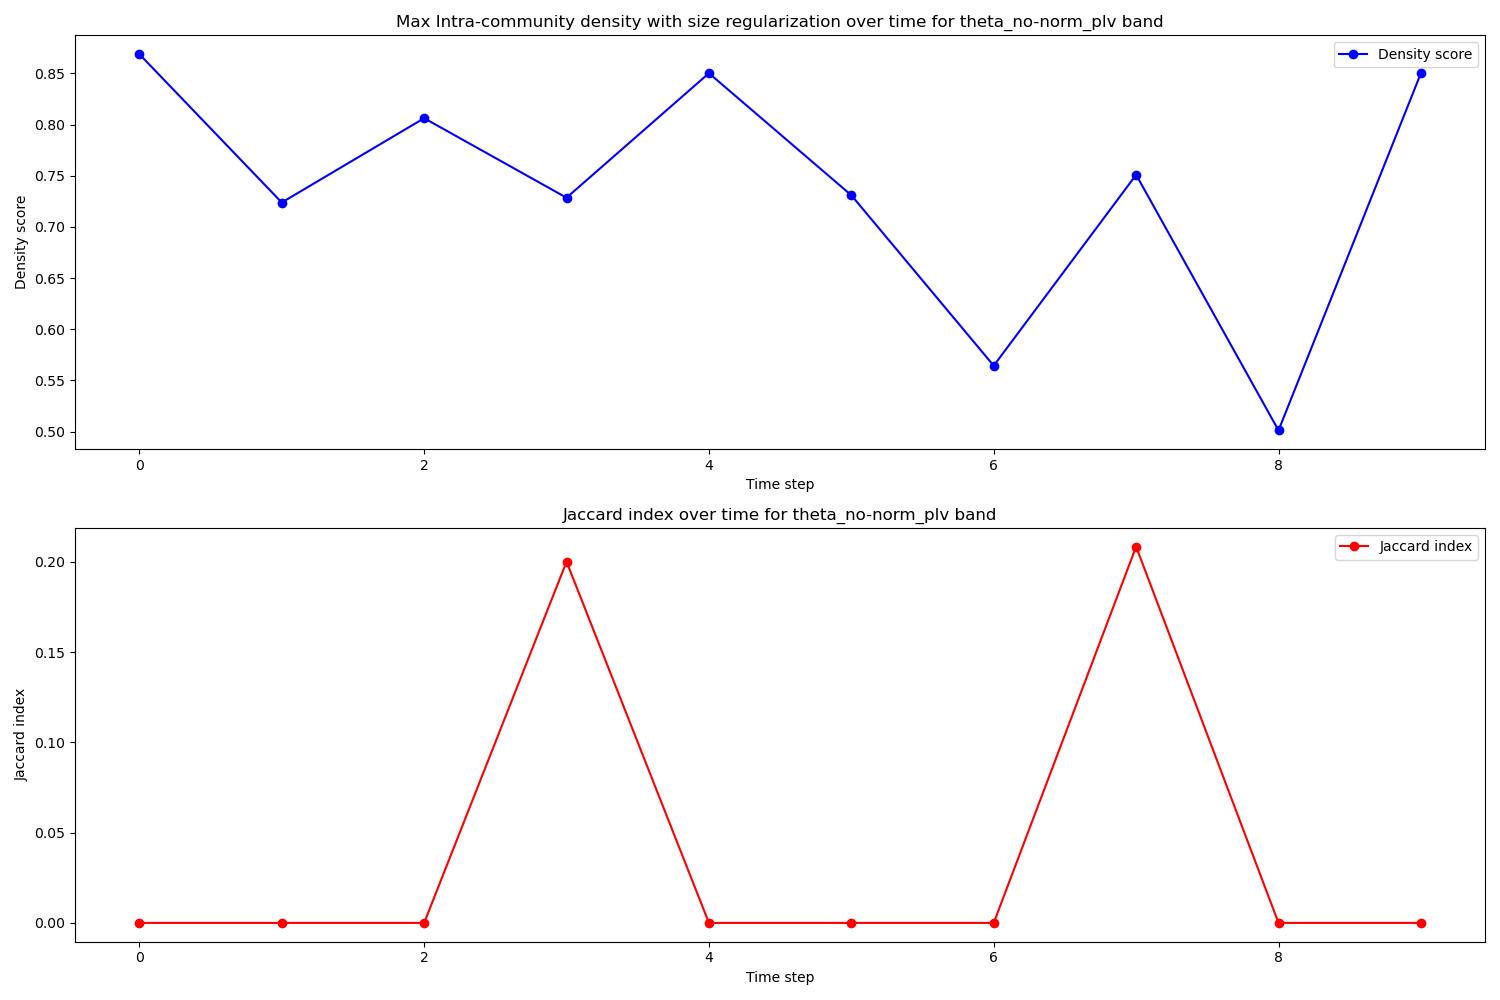 Max Intra-community density with size regularization over time for theta_no-norm_plv band
Density score
0.85
0.80
0.75
0.70
0.65
0.60
0.55
0.50
Density score
0 2 4 6 8
Time step
Jaccard index over time for theta_no-norm_plv band
Jaccard index
0.20
0.15
0.10
0.05
0.00
Jaccard index
0 2 4 6 8
Time step